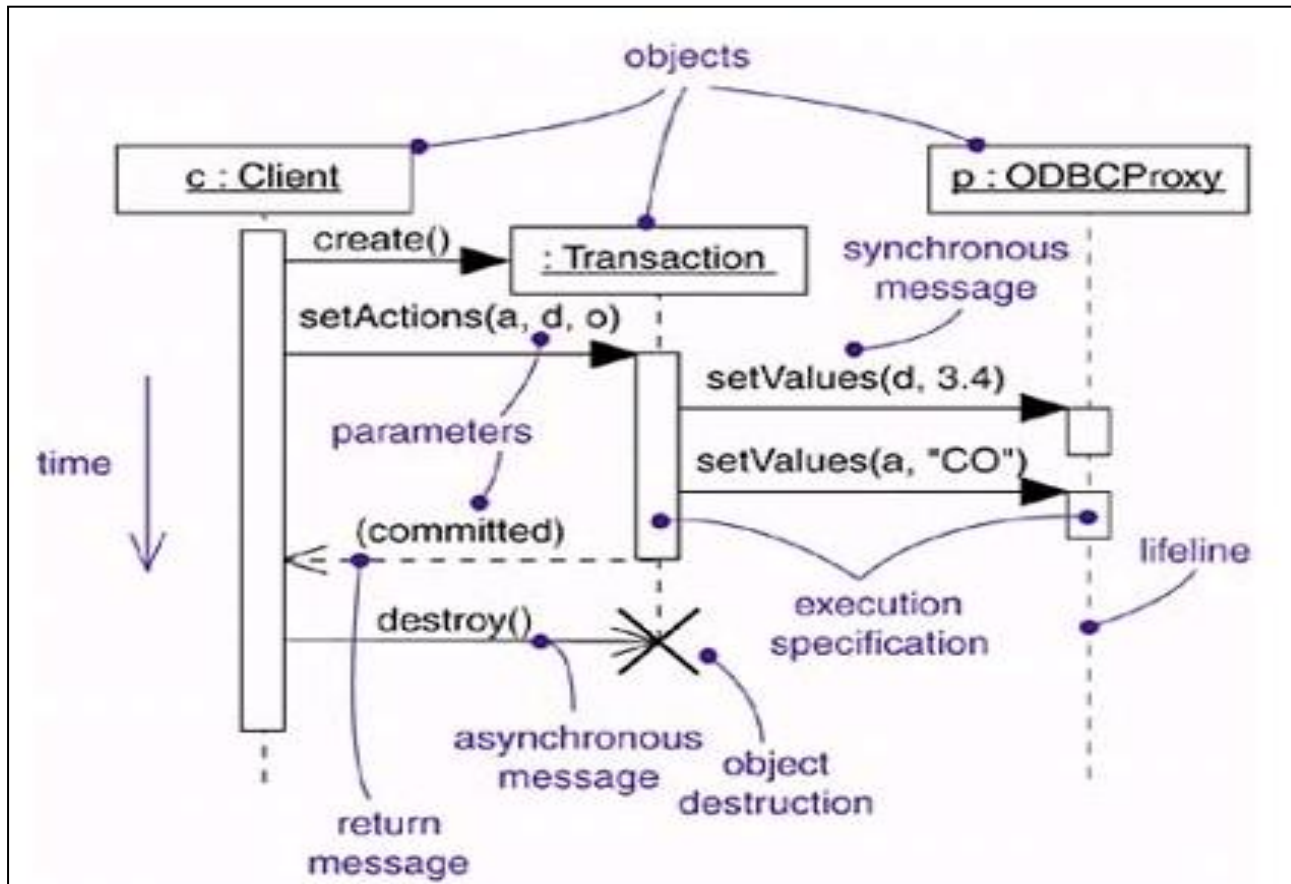 objects
c : Client
p : ODBCProxy
create()
: Transaction
synchronous
message
setActions(a, d, o)
setValues(d, 3.4)
parameters
time
setValues(a, "CO")
(committed)
lifeline
execution
specification
destroy()
asynchronous
message
object
destruction
return
message